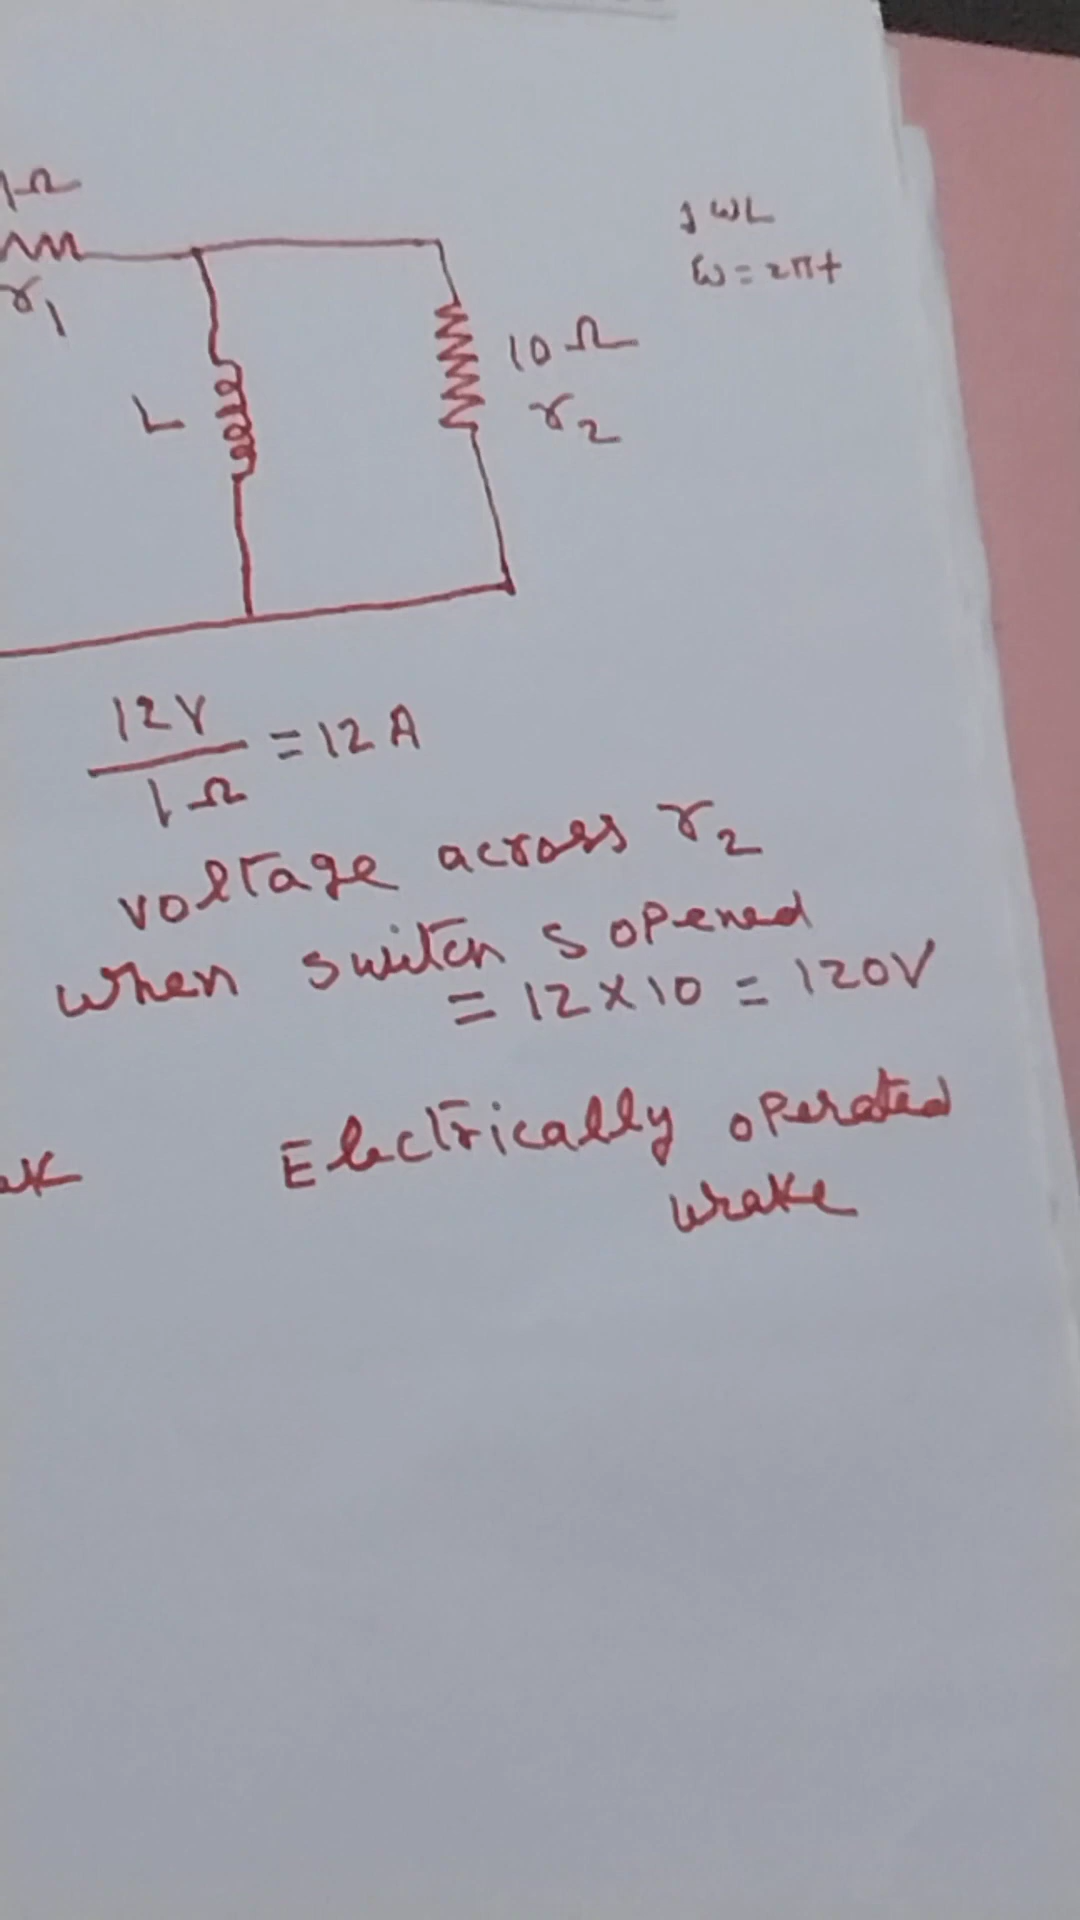 1Ω
r1
jωL
ω = 2πf
10 Ω
r2
L
12V
= 12 A
1 Ω
voltage across r2
when switch s opened
= 12 × 10 = 120V
Electrically operated
brake